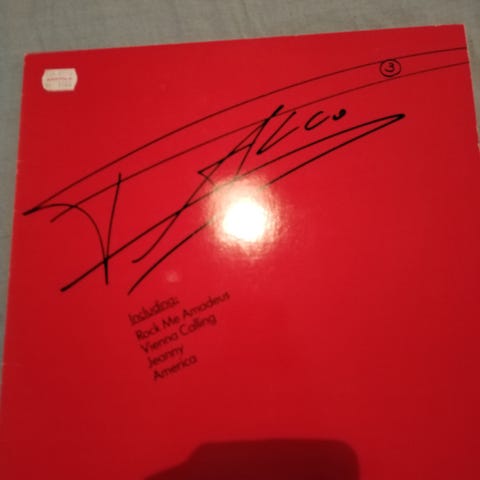 3
FALCO
Including:
Rock Me Amadeus
Vienna Calling
Jeanny
America